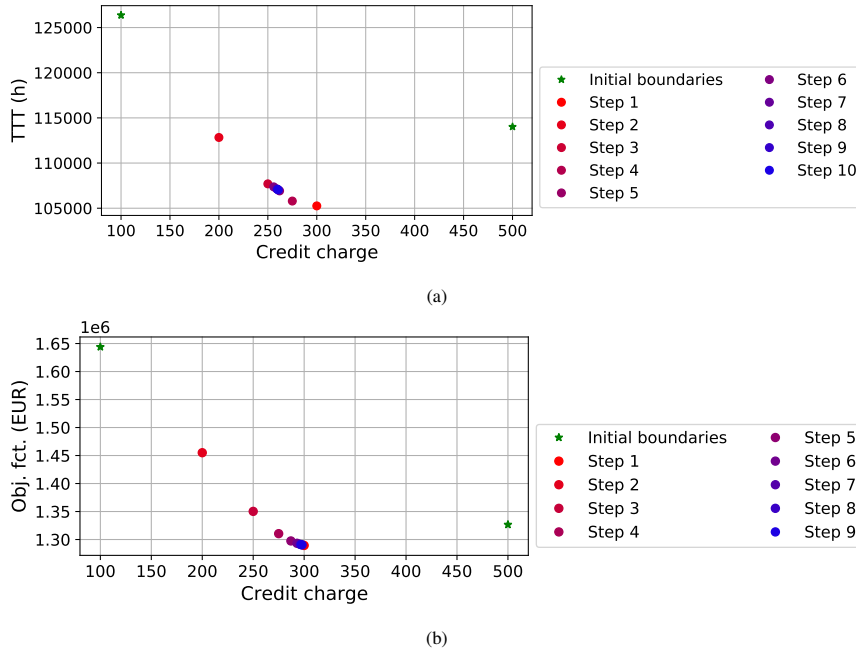 125000
120000
115000
110000
105000
TTT (h)
100 150 200 250 300 350 400 450 500
Credit charge
Initial boundaries
Step 1
Step 2
Step 3
Step 4
Step 5
Step 6
Step 7
Step 8
Step 9
Step 10
(a)
1e6
1.65
1.60
1.55
1.50
1.45
1.40
1.35
1.30
Obj. fct. (EUR)
100 150 200 250 300 350 400 450 500
Credit charge
Initial boundaries
Step 1
Step 2
Step 3
Step 4
Step 5
Step 6
Step 7
Step 8
Step 9
(b)